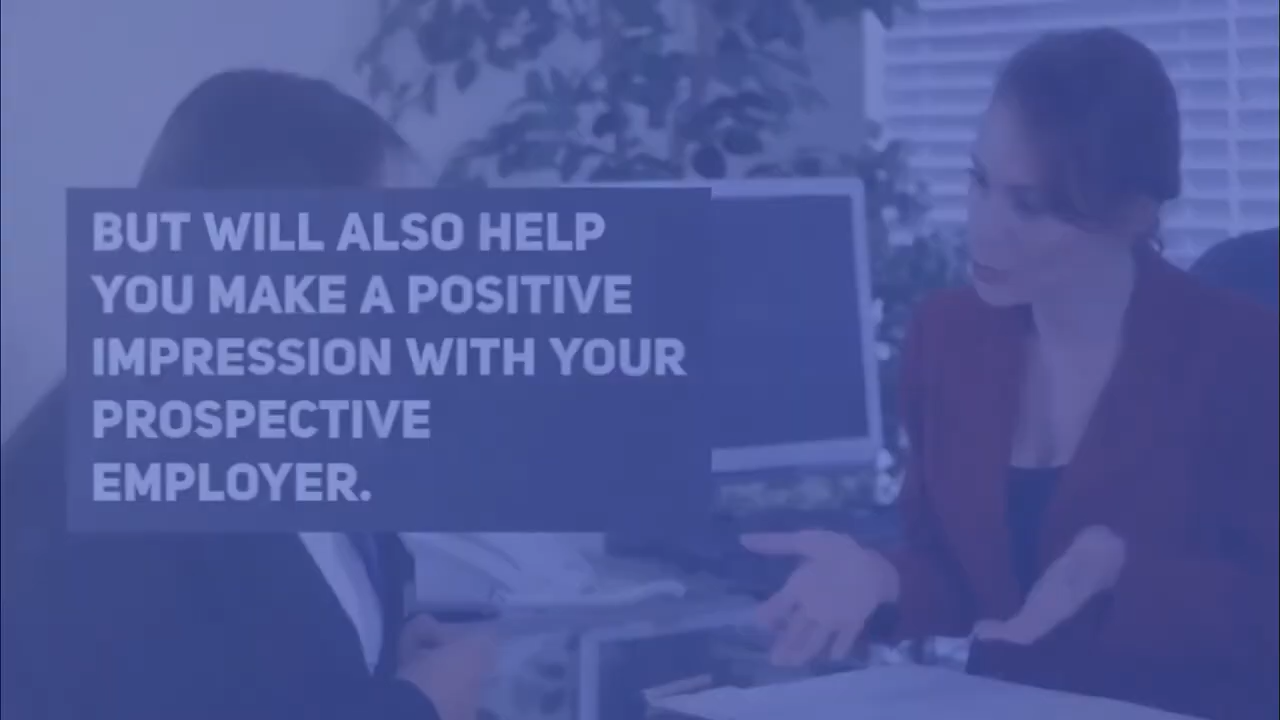 BUT WILL ALSO HELP
YOU MAKE A POSITIVE
IMPRESSION WITH YOUR
PROSPECTIVE
EMPLOYER.